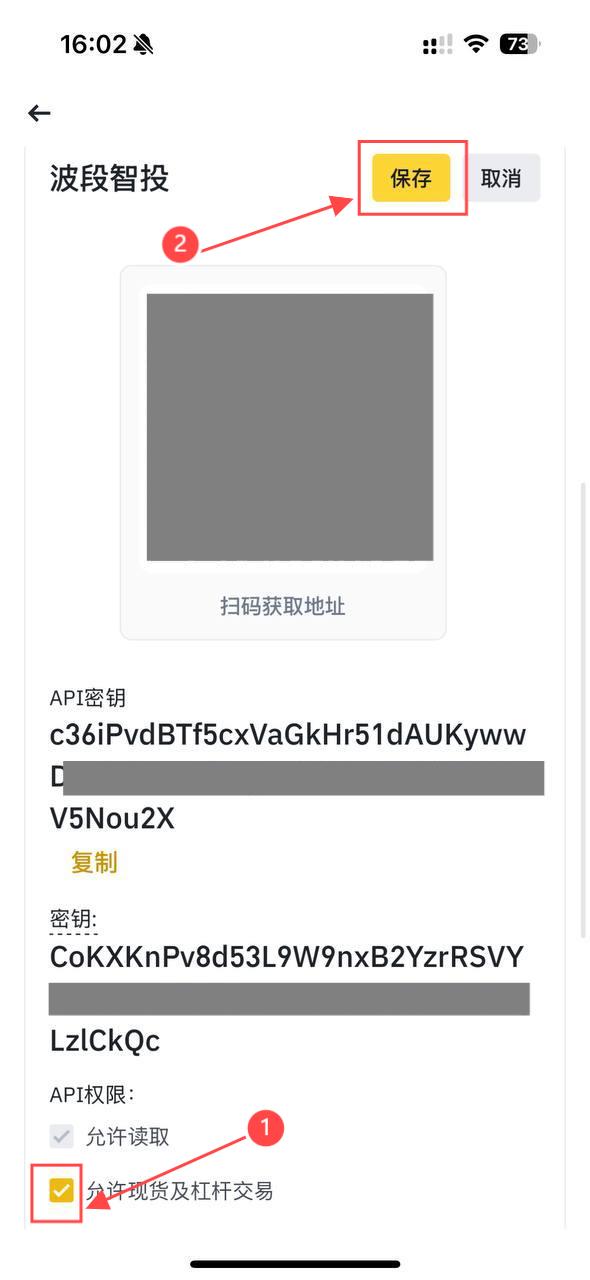 16:02
73
波段智投
保存
取消
2
扫码获取地址
API密钥
c36iPvdBTf5cxVaGkHr51dAUKyww
D
V5Nou2X
复制
密钥:
CoKXKnPv8d53L9W9nxB2YzrRSVY
LzlCkQc
API权限:
允许读取
1
允许现货及杠杆交易